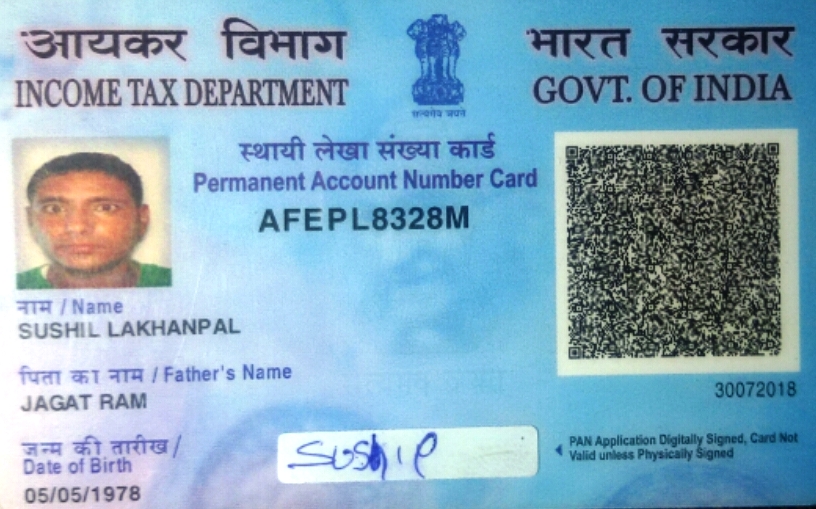 आयकर विभाग
INCOME TAX DEPARTMENT
सत्यमेव जयते
भारत सरकार
GOVT. OF INDIA
स्थायी लेखा संख्या कार्ड
Permanent Account Number Card
AFEPL8328M
नाम / Name
SUSHIL LAKHANPAL
पिता का नाम / Father's Name
JAGAT RAM
जन्म की तारीख /
Date of Birth
05/05/1978
Sushil
30072018
PAN Application Digitally Signed, Card Not
Valid unless Physically Signed